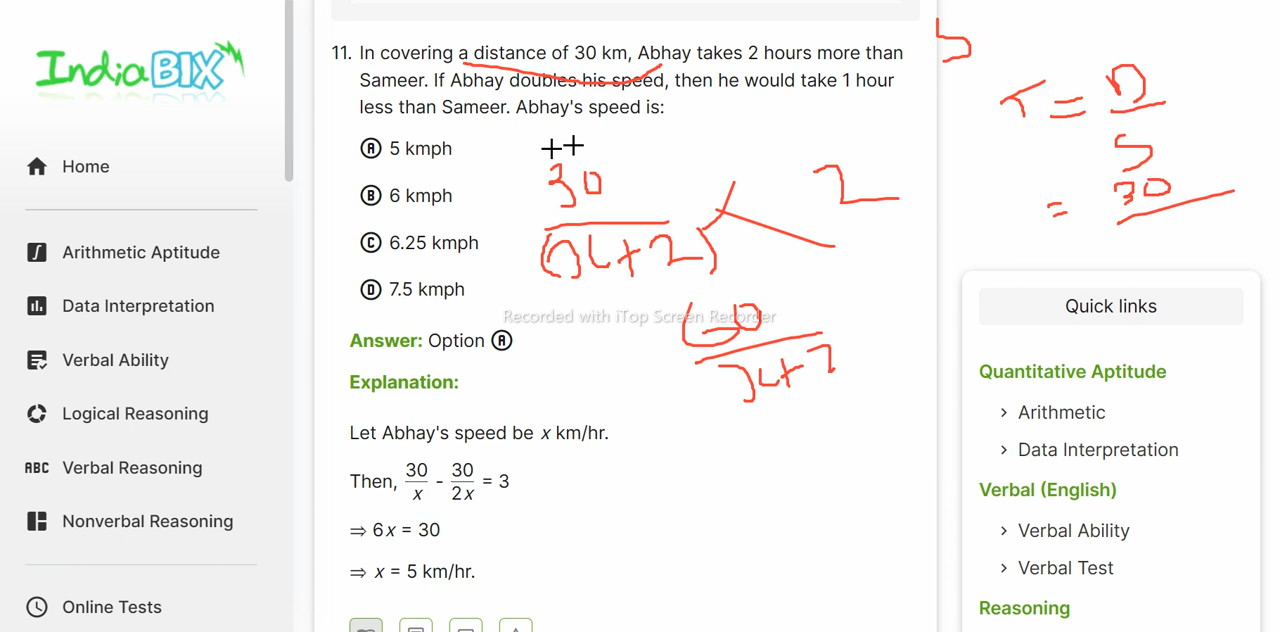 IndiaBIX
Home
Arithmetic Aptitude
Data Interpretation
Verbal Ability
Logical Reasoning
ABC Verbal Reasoning
Nonverbal Reasoning
Online Tests
11. In covering a distance of 30 km, Abhay takes 2 hours more than
Sameer. If Abhay doubles his speed, then he would take 1 hour
less than Sameer. Abhay's speed is:
A 5 kmph
B 6 kmph
C 6.25 kmph
D 7.5 kmph
30
(x+2)
2
60
x+2
Recorded with iTop Screen Recorder
Answer: Option A
Explanation:
Let Abhay's speed be x km/hr.
Then, 30/x - 30/2x = 3
⇒ 6x = 30
⇒ x = 5 km/hr.
T = D
S
= 30
Quick links
Quantitative Aptitude
› Arithmetic
› Data Interpretation
Verbal (English)
› Verbal Ability
› Verbal Test
Reasoning